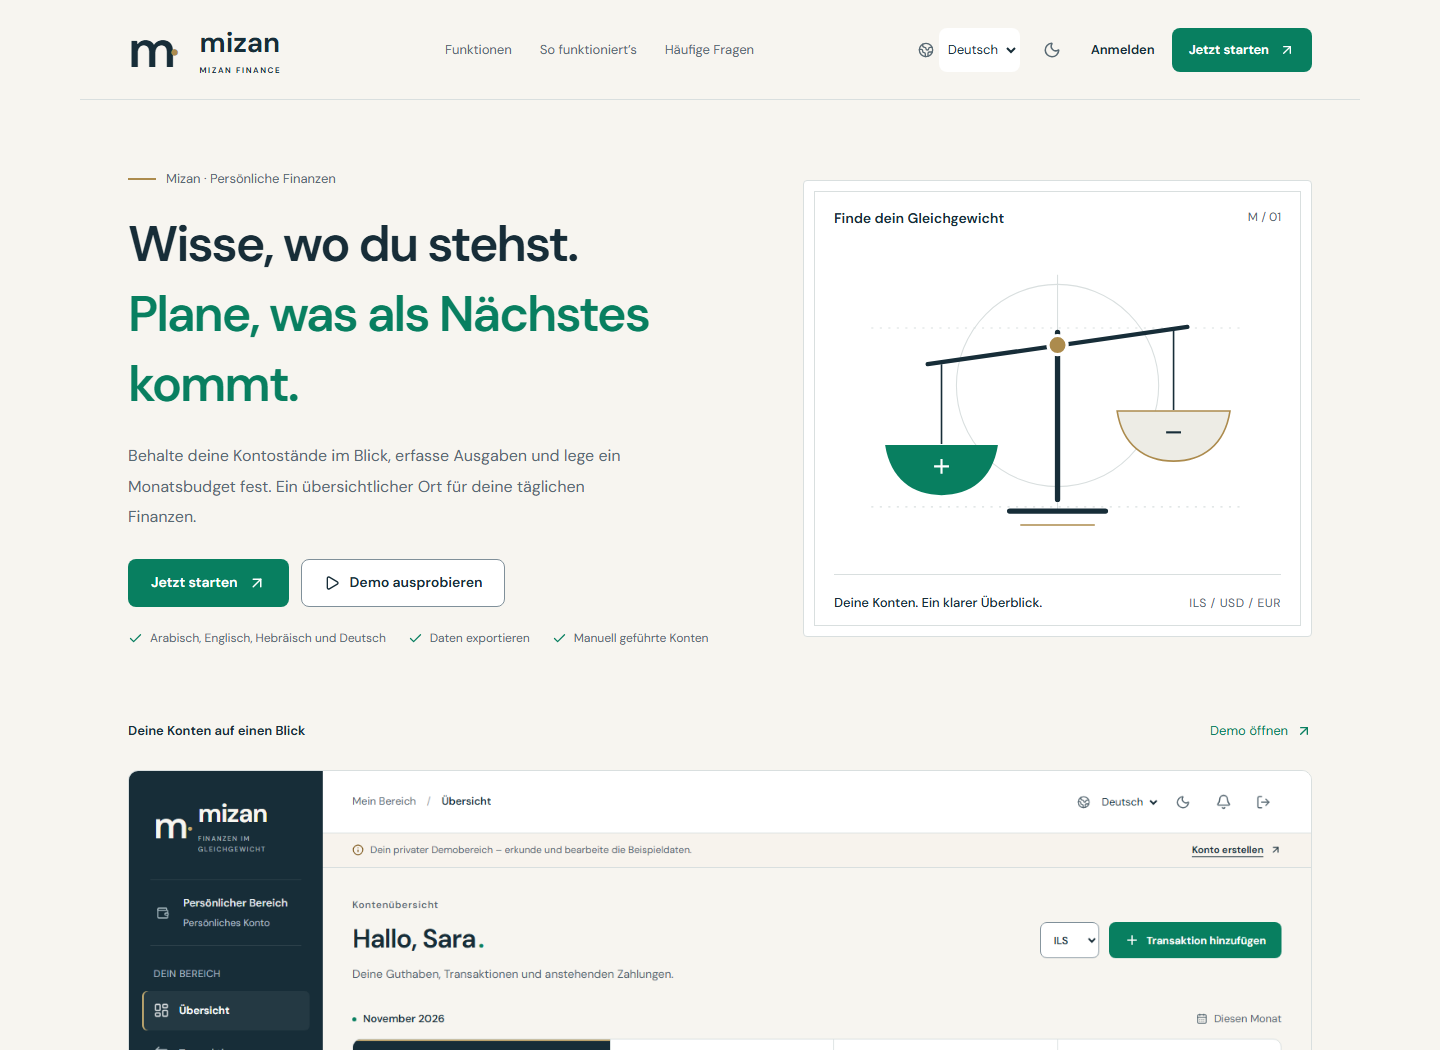 m.
mizan
MIZAN FINANCE
Funktionen
So funktioniert's
Häufige Fragen
Deutsch
Anmelden
Jetzt starten
Mizan · Persönliche Finanzen
Wisse, wo du stehst.
Plane, was als Nächstes
kommt.
Behalte deine Kontostände im Blick, erfasse Ausgaben und lege ein
Monatsbudget fest. Ein übersichtlicher Ort für deine täglichen
Finanzen.
Jetzt starten
Demo ausprobieren
Arabisch, Englisch, Hebräisch und Deutsch
Daten exportieren
Manuell geführte Konten
Finde dein Gleichgewicht
M / 01
+
−
Deine Konten. Ein klarer Überblick.
ILS / USD / EUR
Deine Konten auf einen Blick
Demo öffnen
m.
mizan
FINANZEN IM
GLEICHGEWICHT
Persönlicher Bereich
Persönliches Konto
DEIN BEREICH
Übersicht
Mein Bereich / Übersicht
Deutsch
Dein privater Demobereich – erkunde und bearbeite die Beispieldaten.
Konto erstellen
Kontenübersicht
Hallo, Sara.
Deine Guthaben, Transaktionen und anstehenden Zahlungen.
ILS
Transaktion hinzufügen
November 2026
Diesen Monat